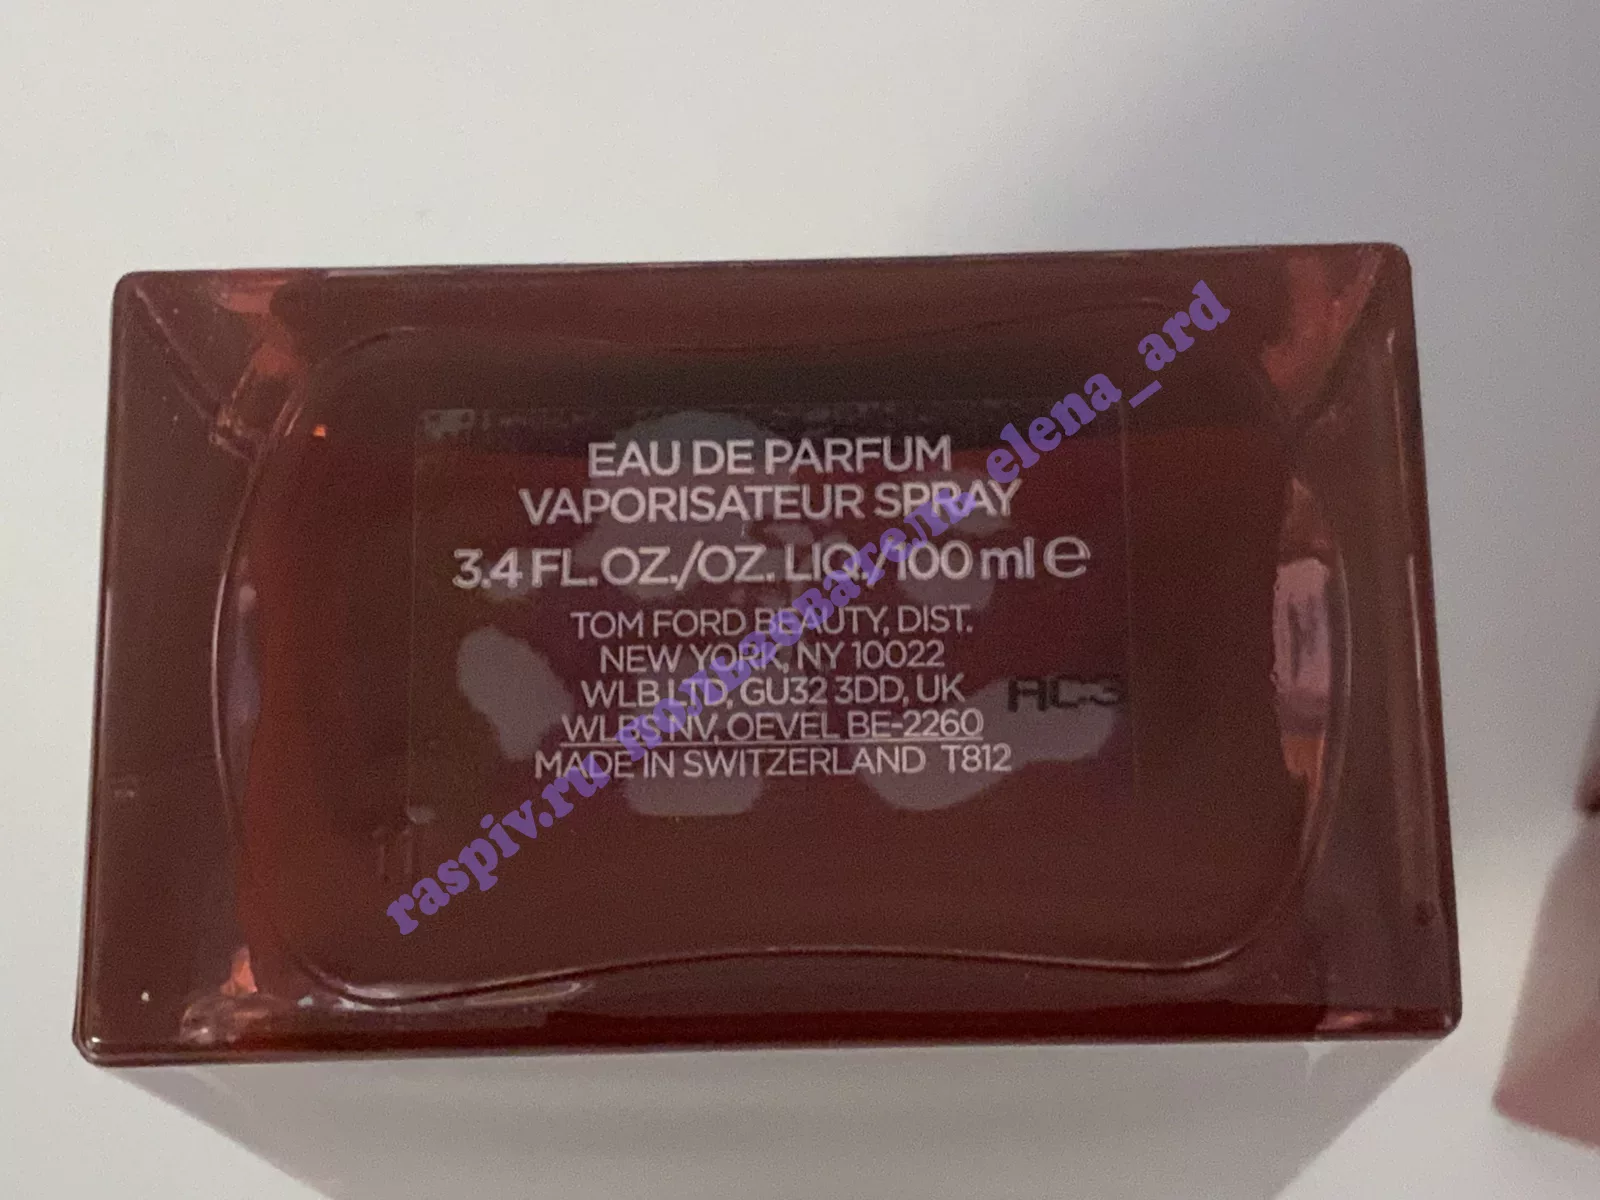 EAU DE PARFUM
VAPORISATEUR SPRAY
3.4 FL. OZ./OZ. LIQ./100 ml e
TOM FORD BEAUTY, DIST.
NEW YORK, NY 10022
WLB LTD, GU32 3DD, UK
AC3
WLBS NV, OEVEL BE-2260
MADE IN SWITZERLAND T812
raspiv.ru elena_ard